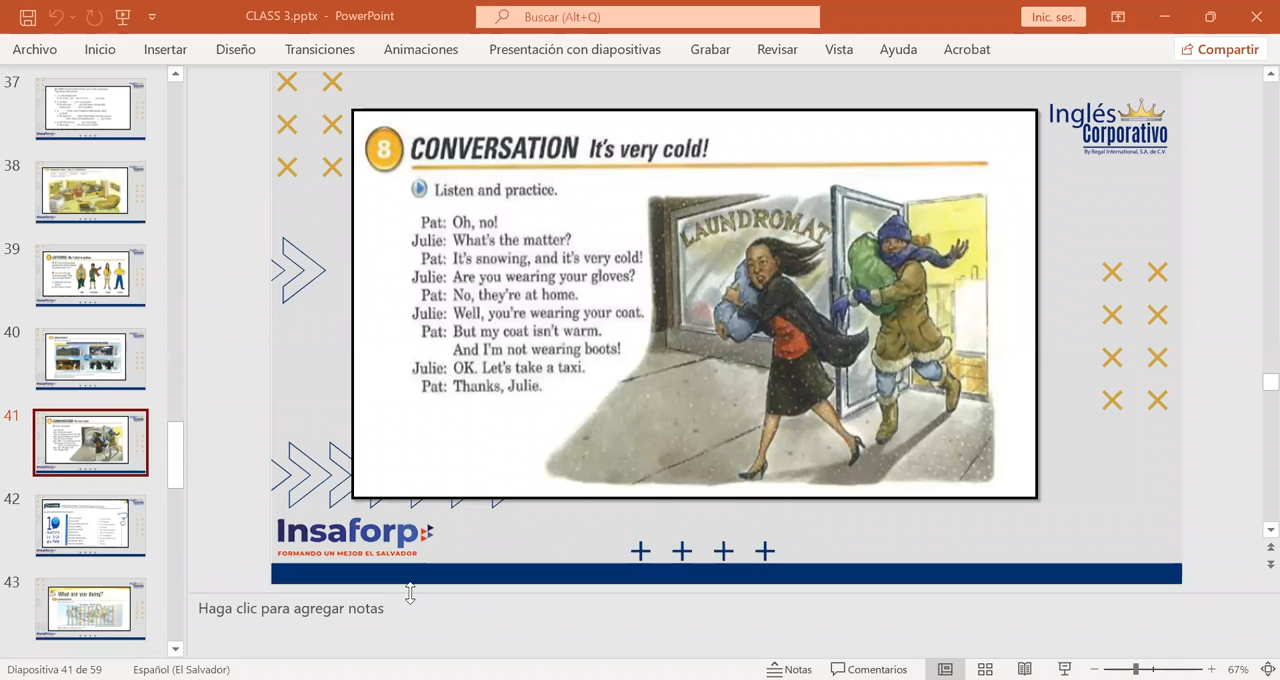 CLASS 3.pptx - PowerPoint
Buscar (Alt+Q)
Inic. ses.
Archivo Inicio Insertar Diseño Transiciones Animaciones Presentación con diapositivas Grabar Revisar Vista Ayuda Acrobat Compartir
37
38
39
40
41
42
43
What are you doing?
Inglés
Corporativo
By Regal International, S.A. de C.V.
8 CONVERSATION It's very cold!
Listen and practice.
LAUNDROMAT
Pat: Oh, no!
Julie: What's the matter?
Pat: It's snowing, and it's very cold!
Julie: Are you wearing your gloves?
Pat: No, they're at home.
Julie: Well, you're wearing your coat.
Pat: But my coat isn't warm.
And I'm not wearing boots!
Julie: OK. Let's take a taxi.
Pat: Thanks, Julie.
Insaforp
FORMANDO UN MEJOR EL SALVADOR
Haga clic para agregar notas
Diapositiva 41 de 59 Español (El Salvador) Notas Comentarios 67%